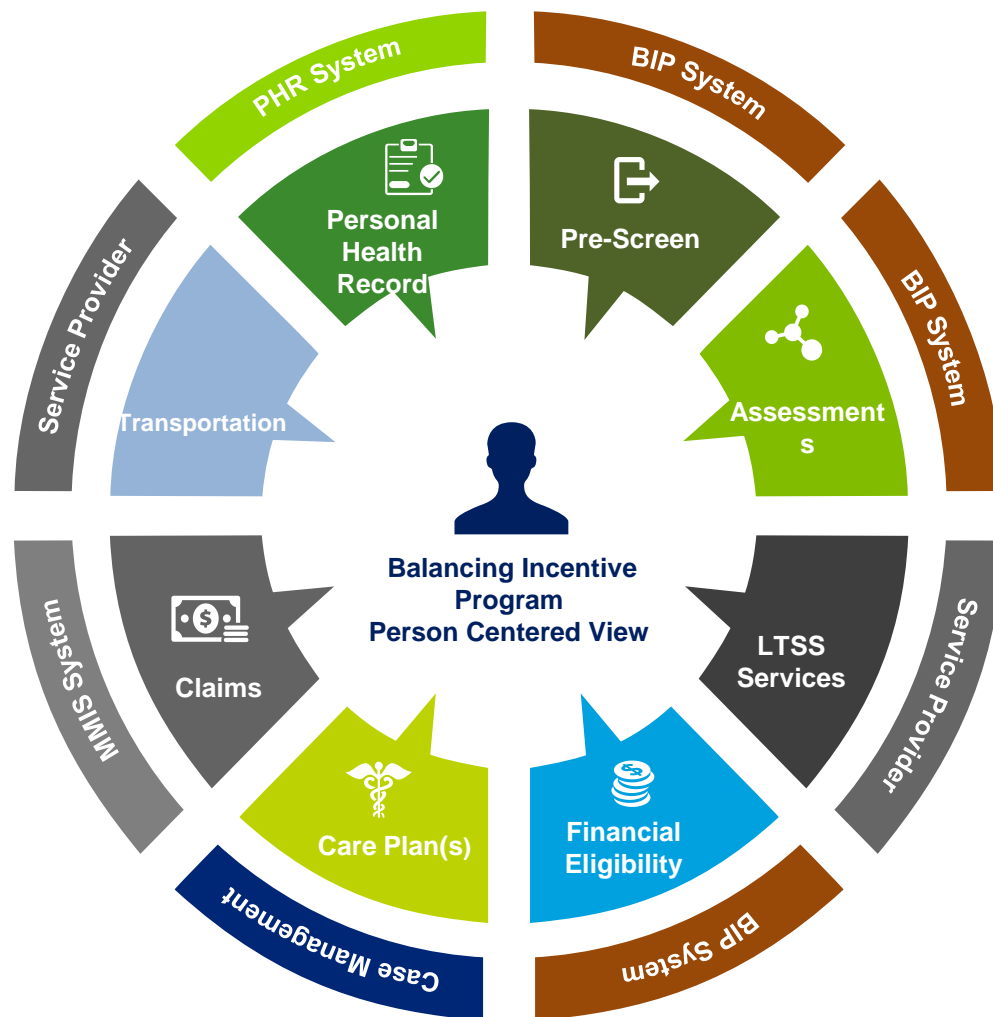 PHR System
BIP System
Personal
Health
Record
Pre-Screen
BIP System
Assessment
s
Service Provider
Transportation
Balancing Incentive
Program
Person Centered View
MMIS System
Claims
LTSS
Services
Service Provider
Care Plan(s)
Financial
Eligibility
Case Management
BIP System